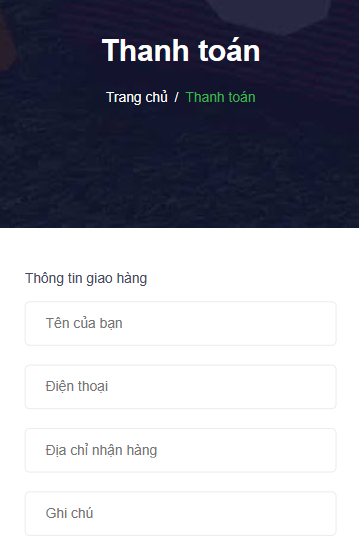 Thanh toán
Trang chủ / Thanh toán
Thông tin giao hàng
Tên của bạn
Điện thoại
Địa chỉ nhận hàng
Ghi chú